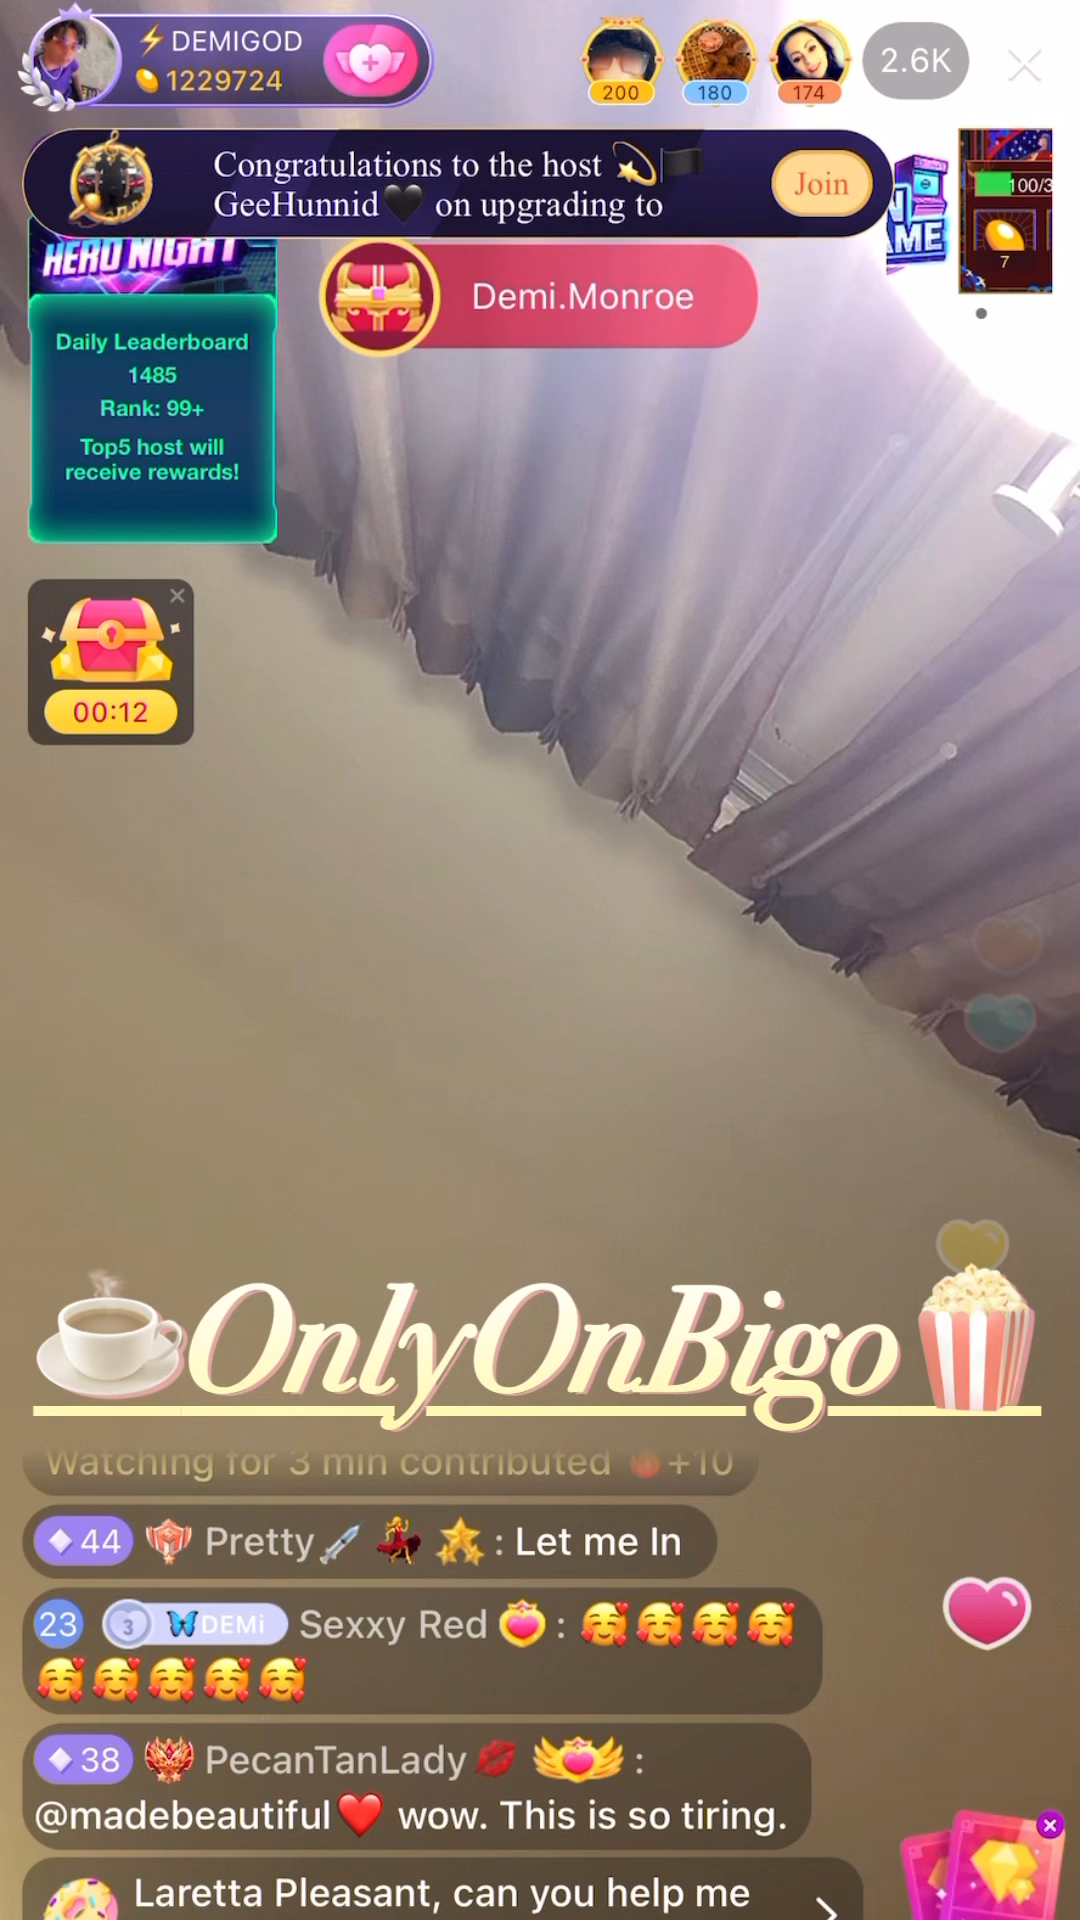 ⚡DEMIGOD
1229724
200
180
174
2.6K
Congratulations to the host 💫🏴
GeeHunnid🖤 on upgrading to
Join
HERO NIGHT
AME
100/3
7
Demi.Monroe
Daily Leaderboard
1485
Rank: 99+
Top5 host will
receive rewards!
00:12
☕OnlyOnBigo🍿
Watching for 3 min contributed 🔥+10
44 Pretty🗡️💃⭐: Let me In
23 3 🦋DEMi Sexxy Red: 🥰🥰🥰🥰
🥰🥰🥰🥰🥰
38 PecanTanLady💋 :
@madebeautiful❤️ wow. This is so tiring.
Laretta Pleasant, can you help me